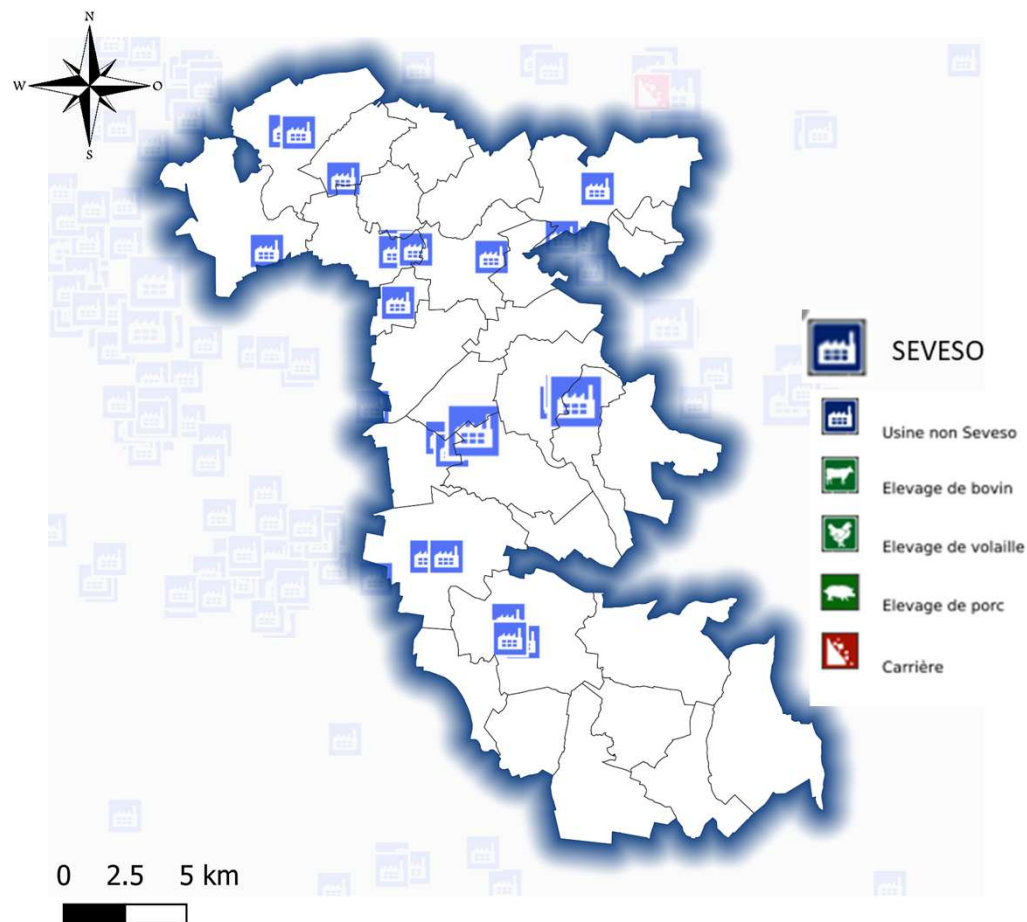 N
W O
S
SEVESO
Usine non Seveso
Elevage de bovin
Elevage de volaille
Elevage de porc
Carrière
0 2.5 5 km